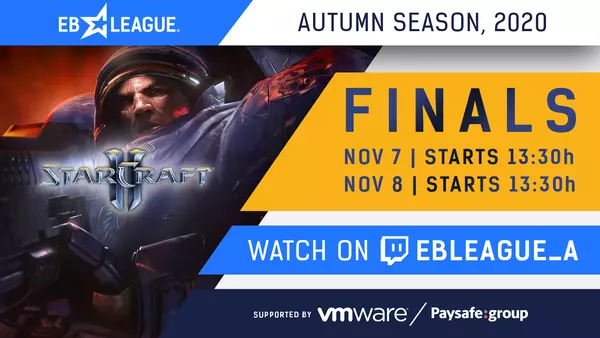 EB LEAGUE.
AUTUMN SEASON, 2020
STARCRAFT
II
FINALS
NOV 7 | STARTS 13:30h
NOV 8 | STARTS 13:30h
WATCH ON EBLEAGUE_A
SUPPORTED BY vmware / Paysafe:group